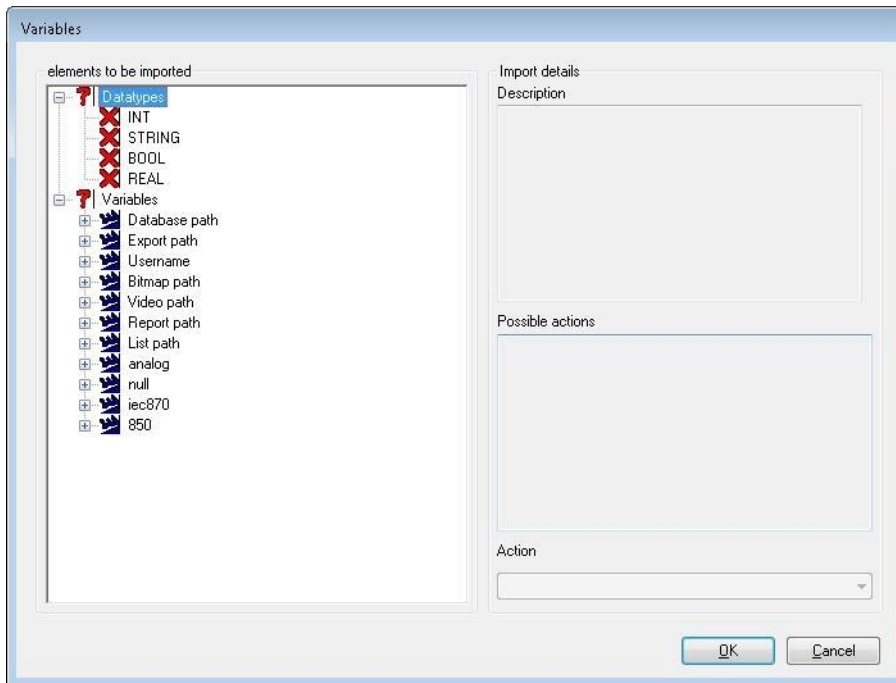 Variables
elements to be imported
Datatypes
INT
STRING
BOOL
REAL
Variables
Database path
Export path
Username
Bitmap path
Video path
Report path
List path
analog
null
iec870
850
Import details
Description
Possible actions
Action
OK
Cancel